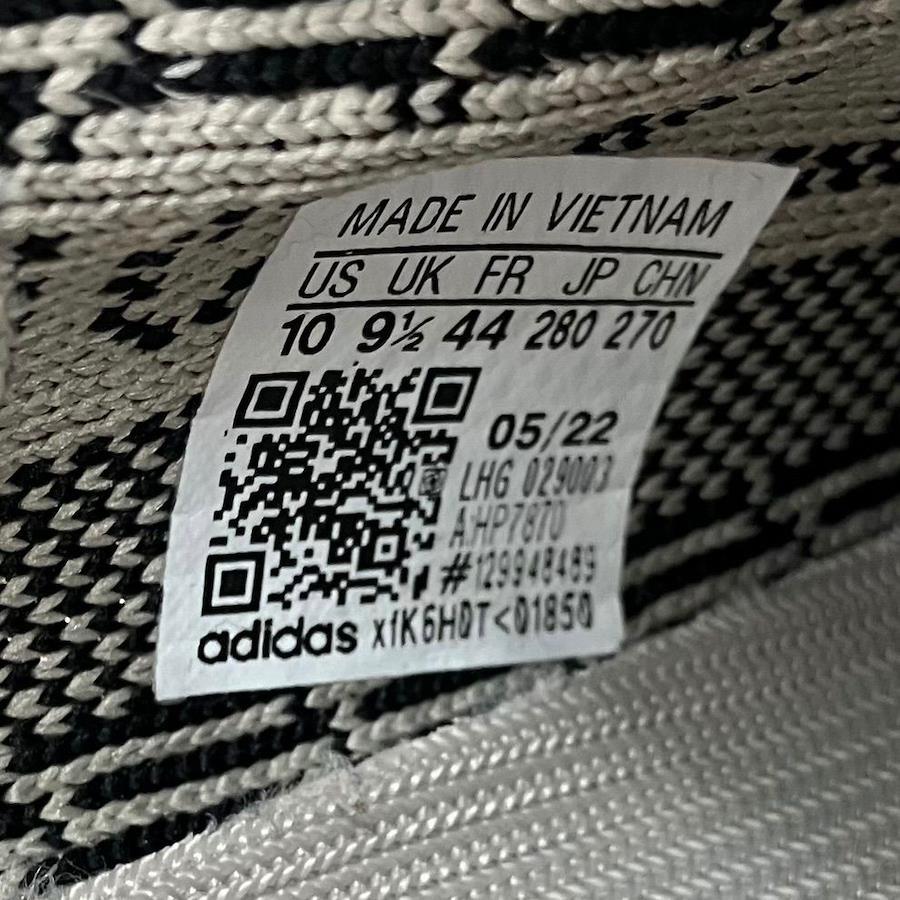 MADE IN VIETNAM
US UK FR JP CHN
10 9½ 44 280 270
05/22
LHG 029003
A:HP7870
#129948489
adidas x1K6H0T<01850